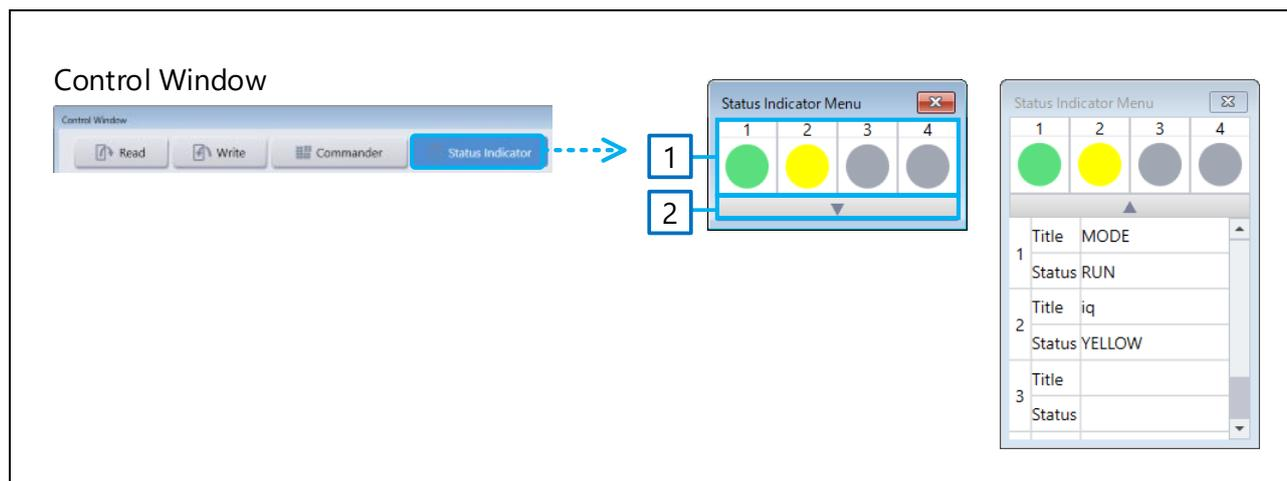 Control Window
Control Window
Read Write Commander Status Indicator
Status Indicator Menu
1 2 3 4
1
2
Status Indicator Menu
1 2 3 4
1 Title MODE
Status RUN
2 Title iq
Status YELLOW
3 Title
Status